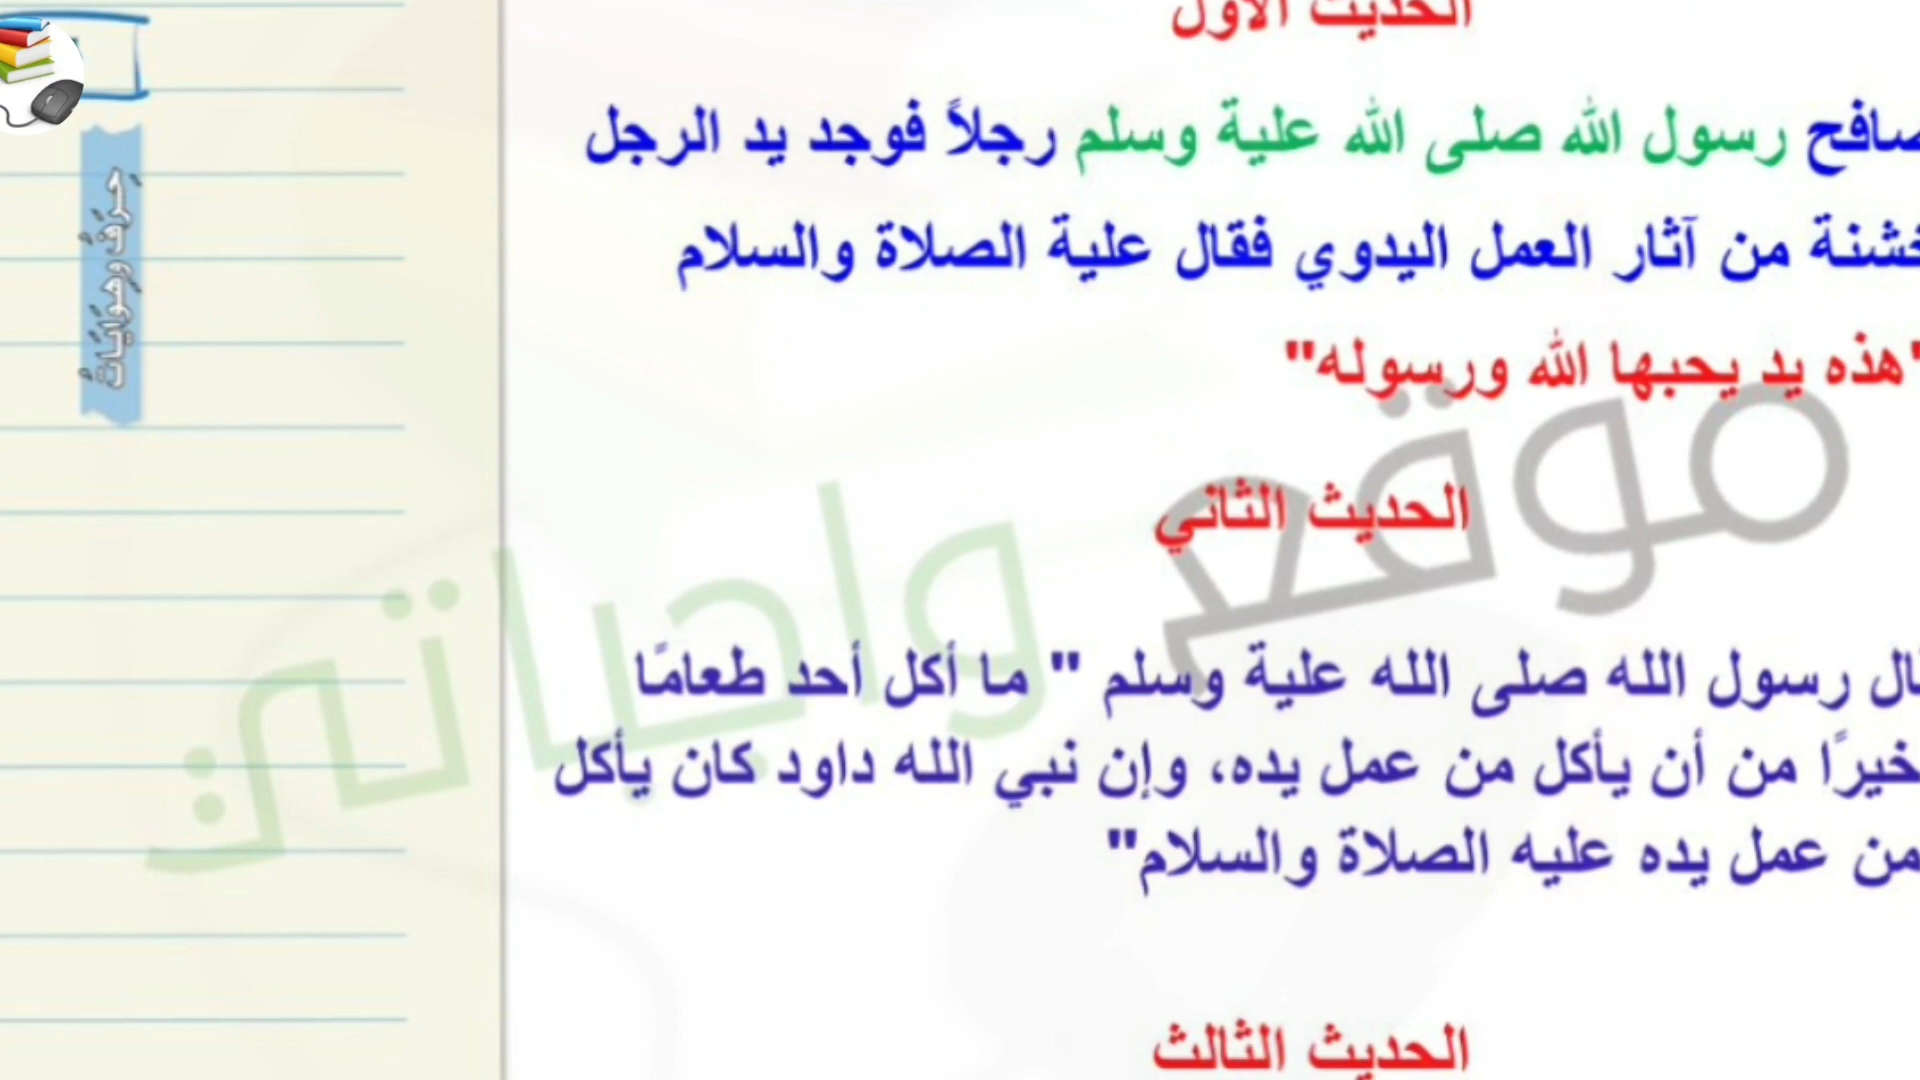 الحديث الأول
صافح رسول الله صلى الله علية وسلم رجلاً فوجد يد الرجل
خشنة من آثار العمل اليدوي فقال علية الصلاة والسلام
"هذه يد يحبها الله ورسوله"
الحديث الثاني
قال رسول الله صلى الله علية وسلم " ما أكل أحد طعامًا
خيرًا من أن يأكل من عمل يده، وإن نبي الله داود كان يأكل
من عمل يده عليه الصلاة والسلام"
الحديث الثالث
حِرَفٌ وهِوَايَاتٌ
موقع واجباتي